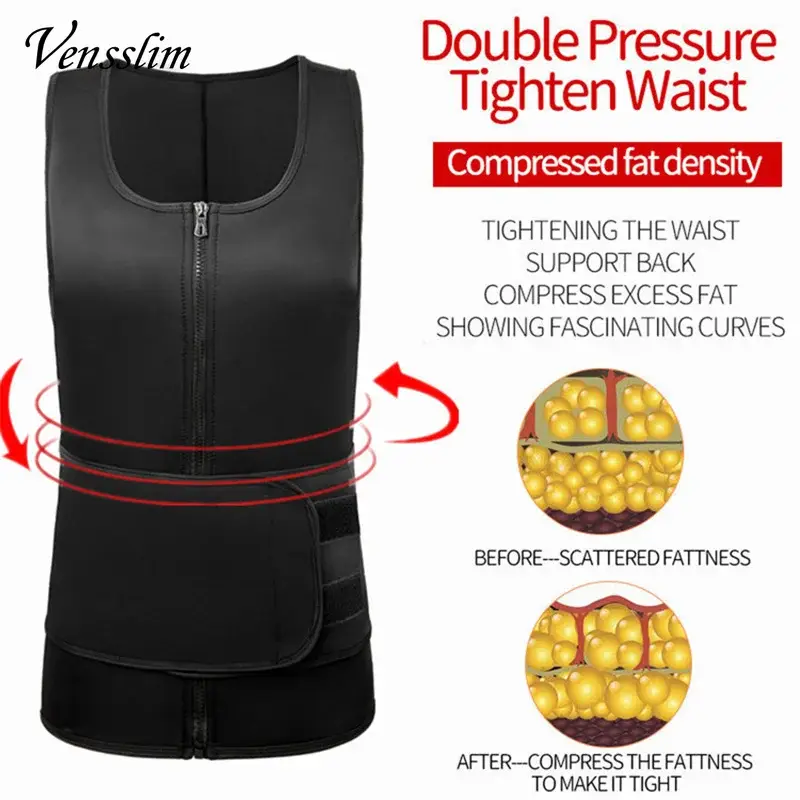 Vensslim
Double Pressure
Tighten Waist
Compressed fat density
TIGHTENING THE WAIST
SUPPORT BACK
COMPRESS EXCESS FAT
SHOWING FASCINATING CURVES
BEFORE---SCATTERED FATTNESS
AFTER---COMPRESS THE FATTNESS
TO MAKE IT TIGHT